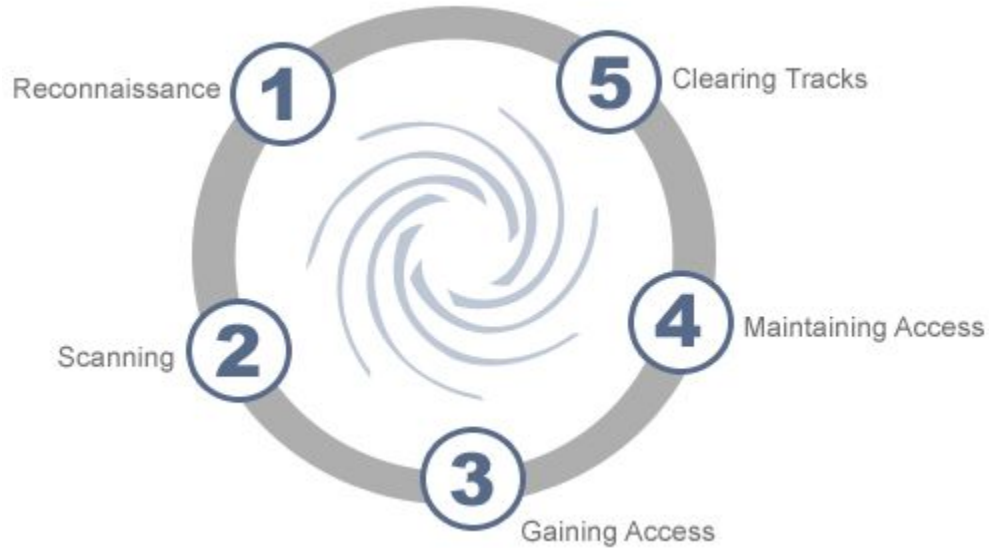 1
Reconnaissance
2
Scanning
3
Gaining Access
4
Maintaining Access
5
Clearing Tracks